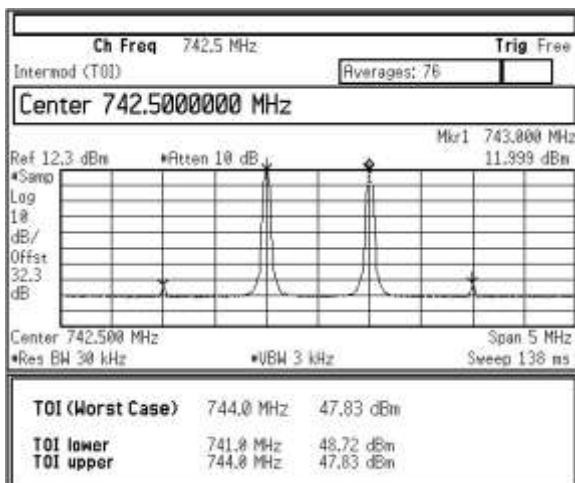 Ch Freq 742.5 MHz Trig Free
Intermod (TOI) Averages: 76
Center 742.5000000 MHz
Mkr1 743.000 MHz
Ref 12.3 dBm #Atten 10 dB 11.999 dBm
#Samp
Log
10
dB/
Offst
32.3
dB
Center 742.500 MHz Span 5 MHz
#Res BW 30 kHz #VBW 3 kHz Sweep 138 ms
TOI (Worst Case) 744.0 MHz 47.83 dBm
TOI lower 741.0 MHz 48.72 dBm
TOI upper 744.0 MHz 47.83 dBm